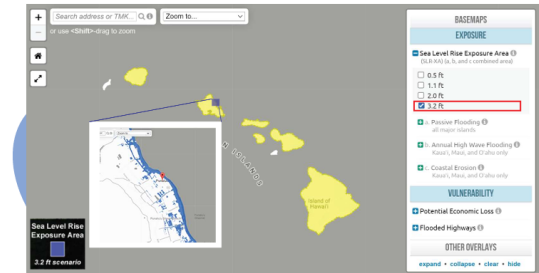 +
Search address or TMK...
Zoom to...
–
or use <Shift>-drag to zoom
N ISLANDS
Island of
Hawai'i
Sea Level Rise
Exposure Area
3.2 ft scenario
BASEMAPS
EXPOSURE
Sea Level Rise Exposure Area
(SLR-XA) (a, b, and c combined area)
0.5 ft
1.1 ft
2.0 ft
3.2 ft
a. Passive Flooding
all major islands
b. Annual High Wave Flooding
Kaua'i, Maui, and O'ahu only
c. Coastal Erosion
Kaua'i, Maui, and O'ahu only
VULNERABILITY
Potential Economic Loss
Flooded Highways
OTHER OVERLAYS
expand • collapse • clear • hide